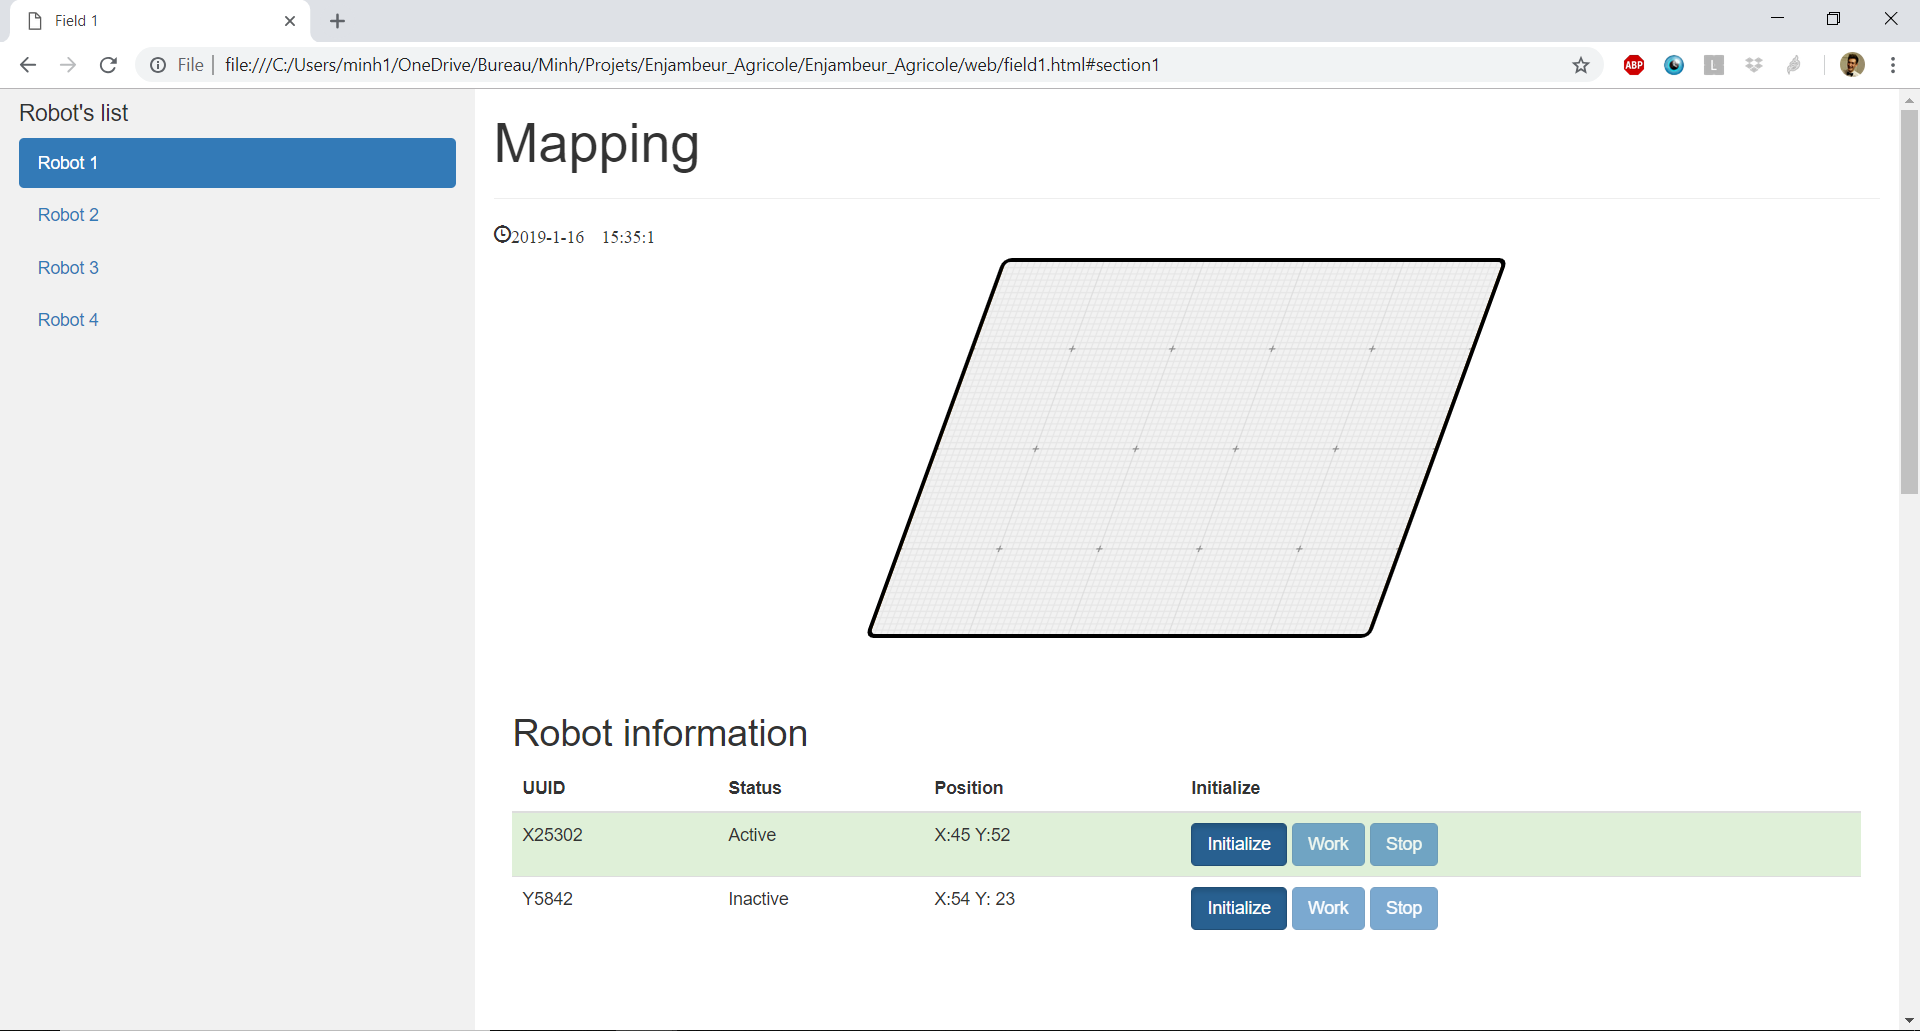 Field 1
File file:///C:/Users/minh1/OneDrive/Bureau/Minh/Projets/Enjambeur_Agricole/Enjambeur_Agricole/web/field1.html#section1
ABP
L
Robot's list
Robot 1
Robot 2
Robot 3
Robot 4
Mapping
2019-1-16 15:35:1
Robot information
UUID Status Position Initialize
X25302 Active X:45 Y:52 Initialize Work Stop
Y5842 Inactive X:54 Y: 23 Initialize Work Stop